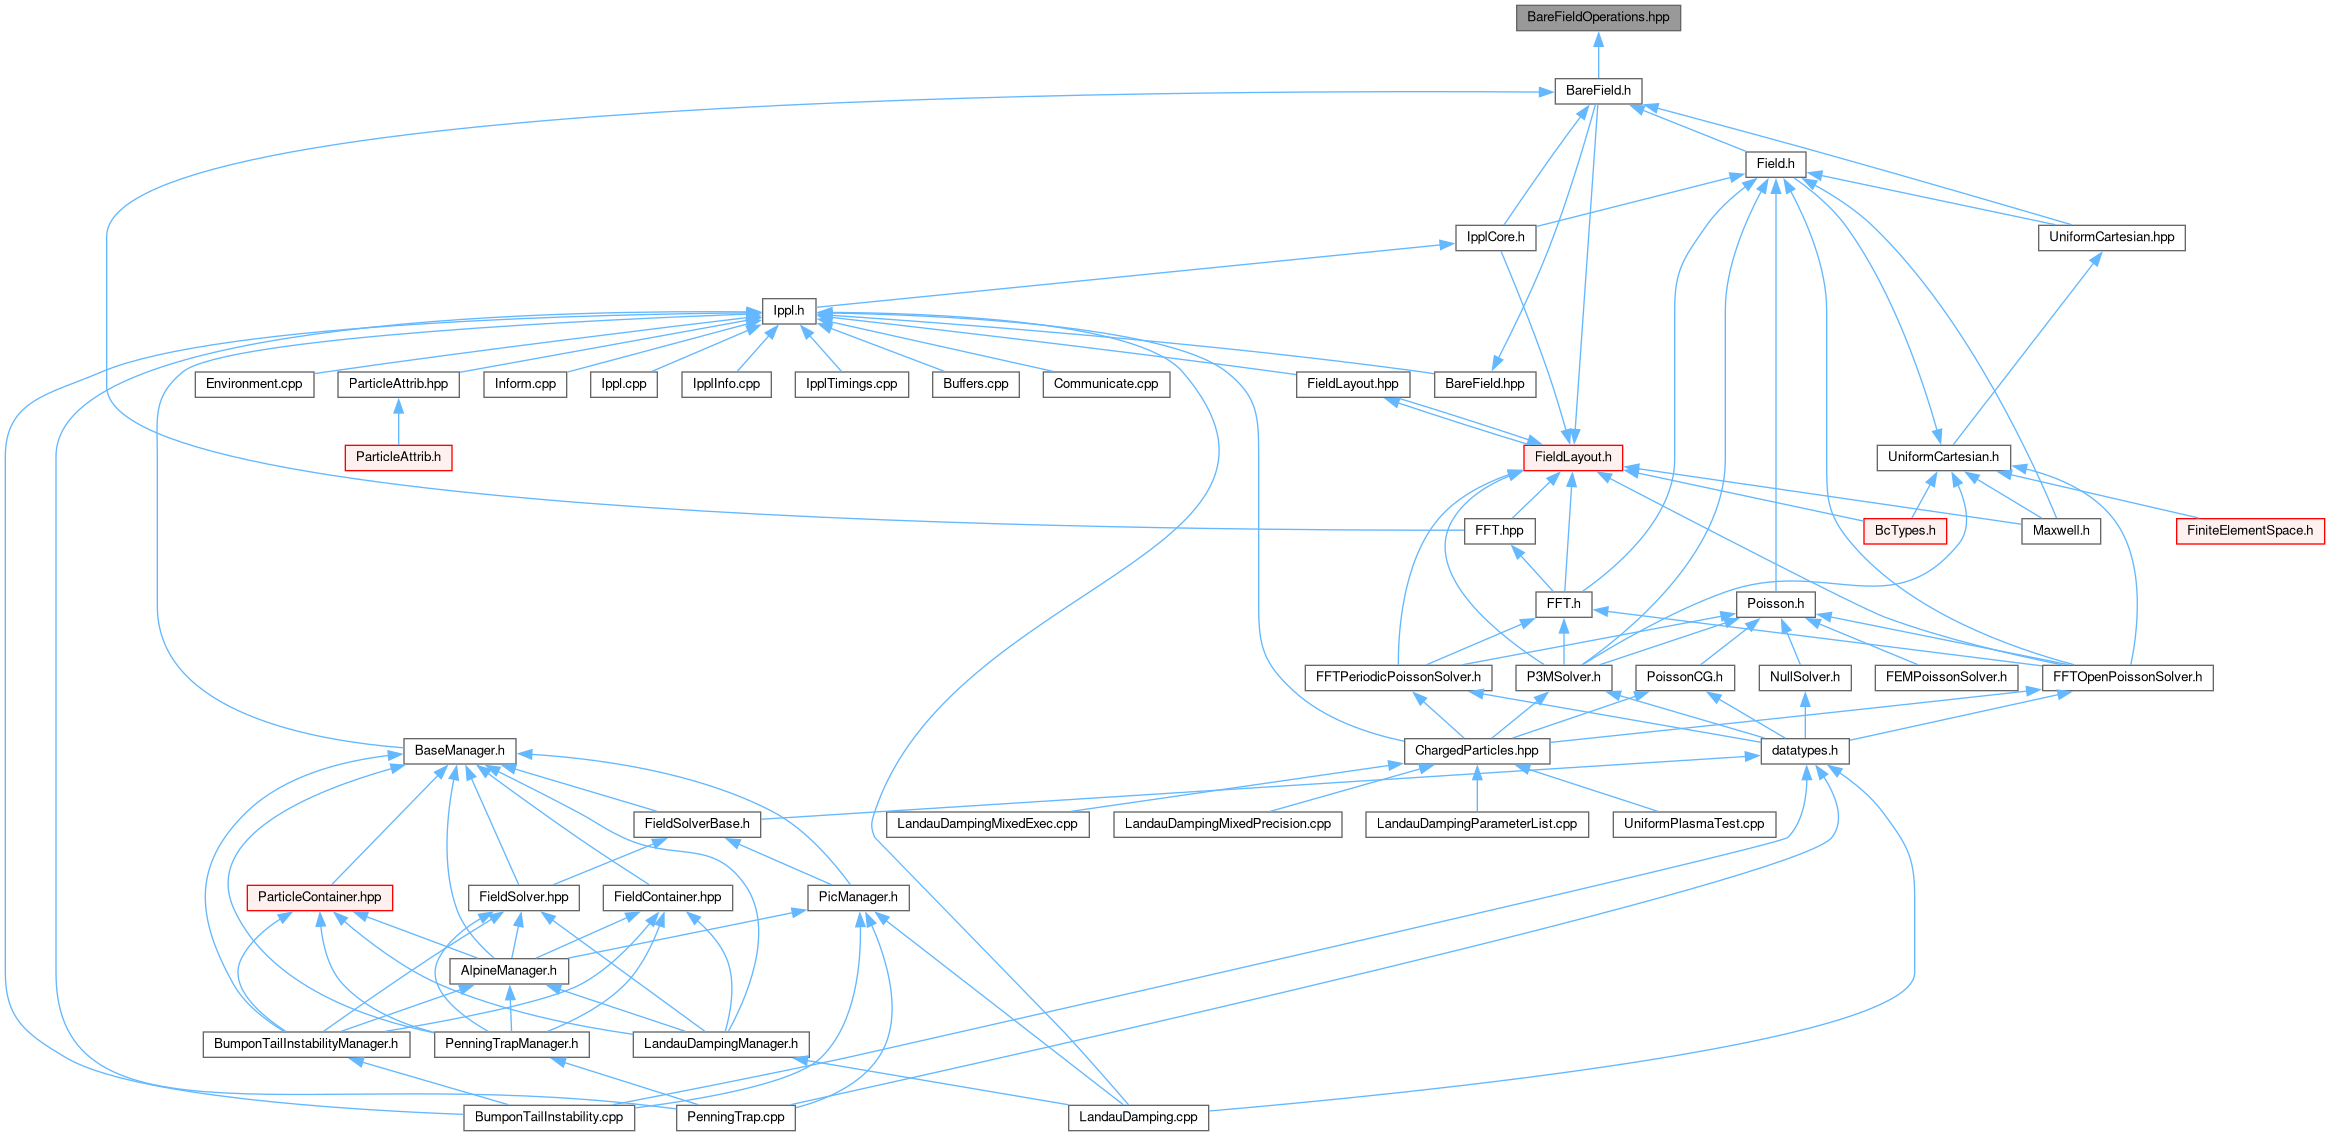 BareFieldOperations.hpp
BareField.h
Field.h
IpplCore.h
UniformCartesian.hpp
Ippl.h
Environment.cpp
ParticleAttrib.hpp
Inform.cpp
Ippl.cpp
IpplInfo.cpp
IpplTimings.cpp
Buffers.cpp
Communicate.cpp
FieldLayout.hpp
BareField.hpp
ParticleAttrib.h
FieldLayout.h
UniformCartesian.h
FFT.hpp
BcTypes.h
Maxwell.h
FiniteElementSpace.h
FFT.h
Poisson.h
FFTPeriodicPoissonSolver.h
P3MSolver.h
PoissonCG.h
NullSolver.h
FEMPoissonSolver.h
FFTOpenPoissonSolver.h
BaseManager.h
ChargedParticles.hpp
datatypes.h
FieldSolverBase.h
LandauDampingMixedExec.cpp
LandauDampingMixedPrecision.cpp
LandauDampingParameterList.cpp
UniformPlasmaTest.cpp
ParticleContainer.hpp
FieldSolver.hpp
FieldContainer.hpp
PicManager.h
AlpineManager.h
BumponTailInstabilityManager.h
PenningTrapManager.h
LandauDampingManager.h
BumponTailInstability.cpp
PenningTrap.cpp
LandauDamping.cpp